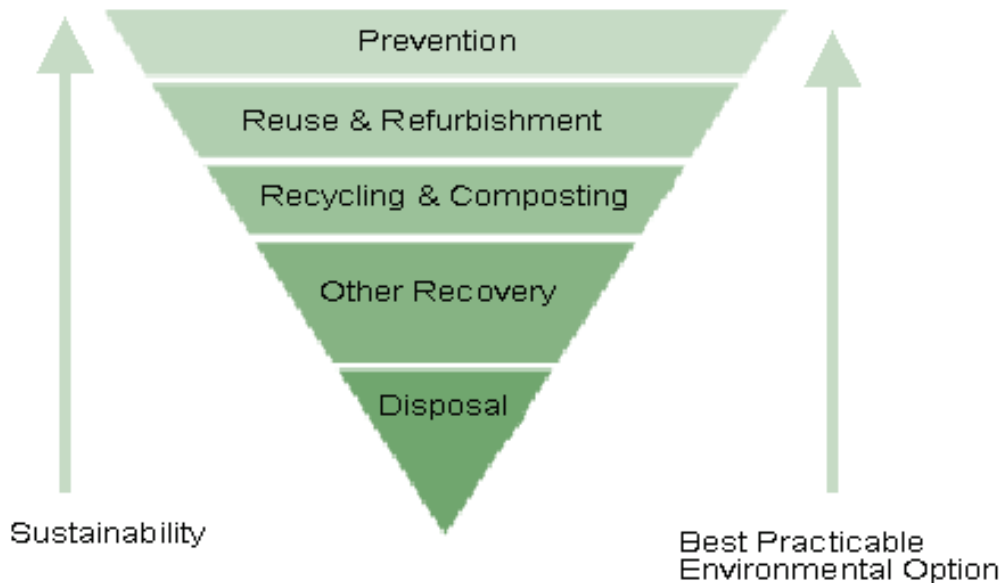 Prevention
Reuse & Refurbishment
Recycling & Composting
Other Recovery
Disposal
Sustainability
Best Practicable
Environmental Option